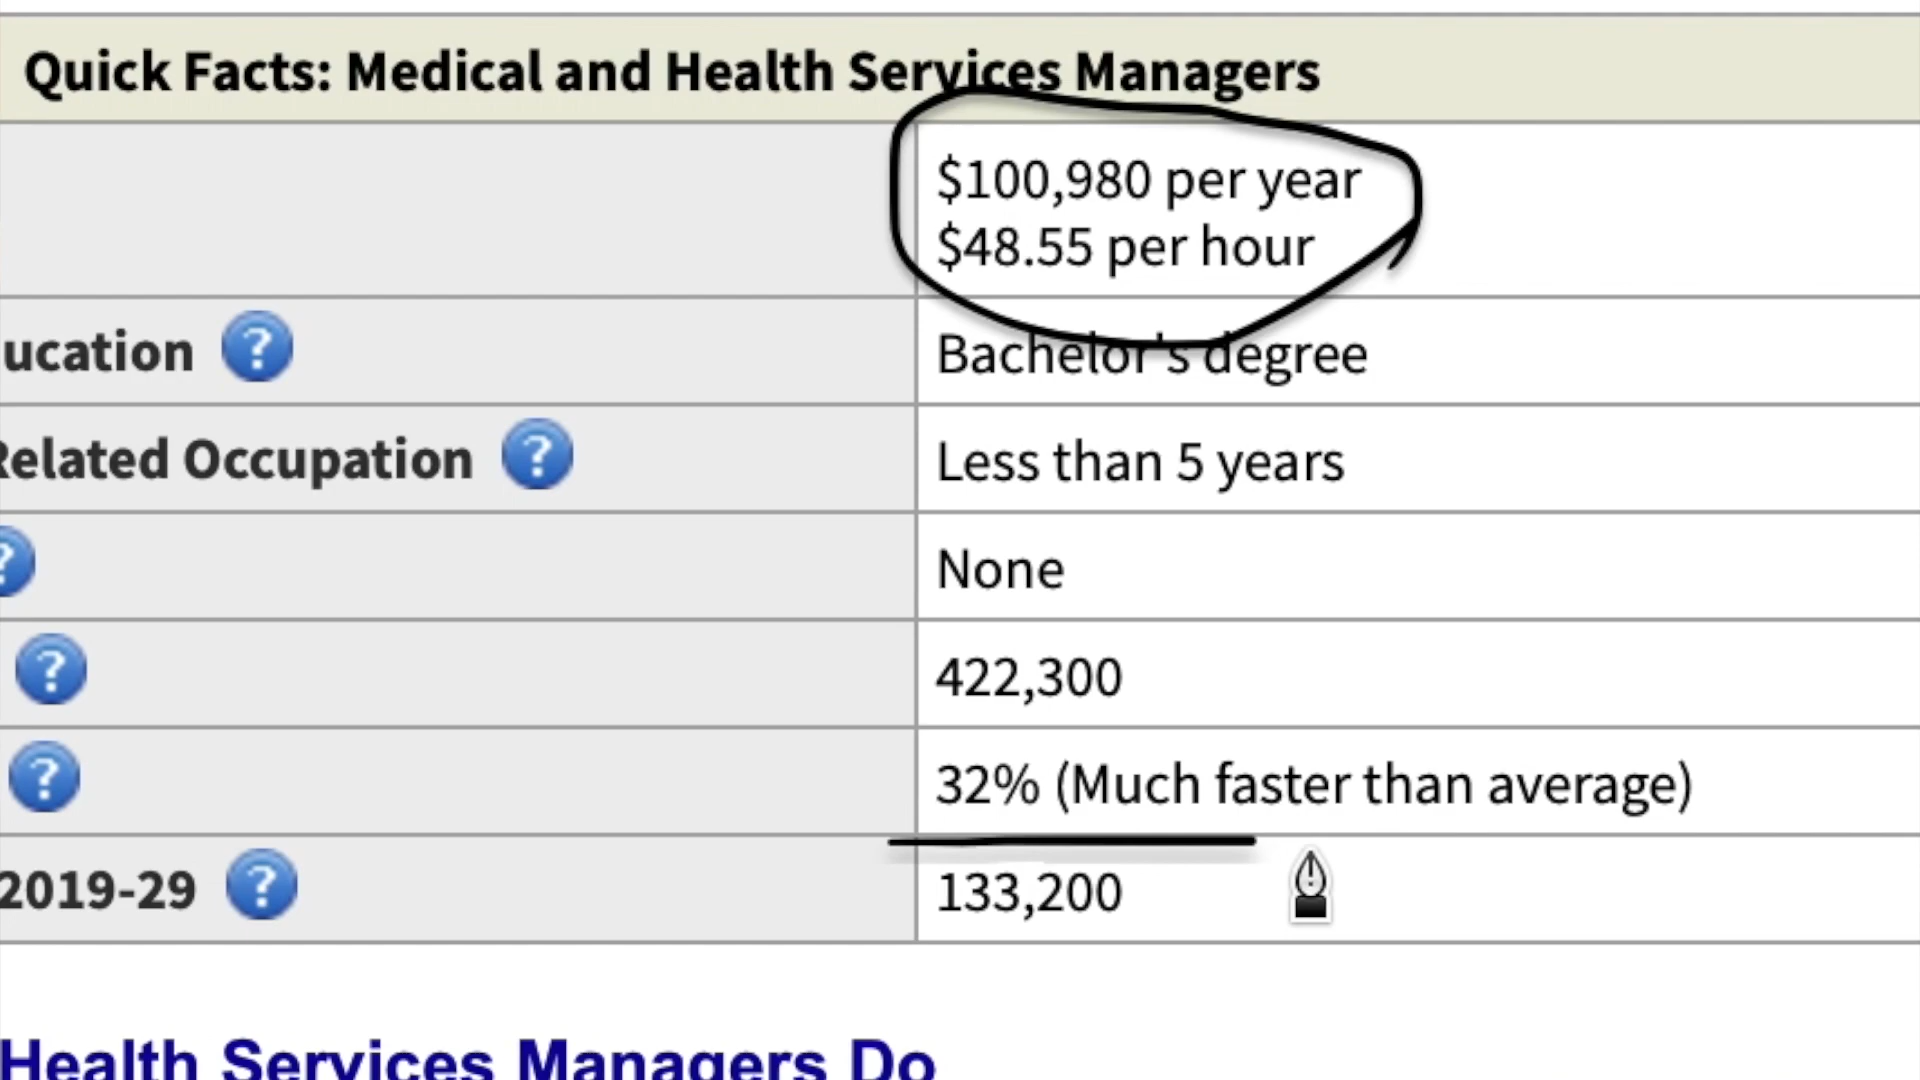 Quick Facts: Medical and Health Services Managers
$100,980 per year
$48.55 per hour
ucation ?
Bachelor's degree
Related Occupation ?
Less than 5 years
?
None
?
422,300
?
32% (Much faster than average)
2019-29 ?
133,200
Health Services Managers Do